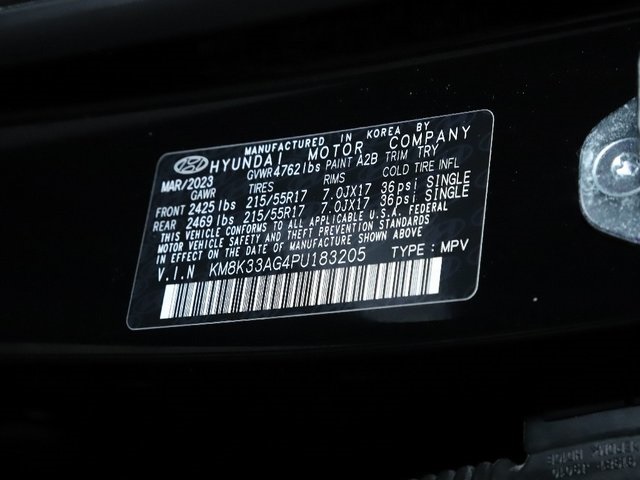 MANUFACTURED IN KOREA BY
HYUNDAI MOTOR COMPANY
MAR/2023 GVWR4762lbs PAINT A2B TRIM TRY
GAWR TIRES RIMS COLD TIRE INFL
FRONT 2425lbs 215/55R17 7.0JX17 36psi SINGLE
REAR 2469lbs 215/55R17 7.0JX17 36psi SINGLE
THIS VEHICLE CONFORMS TO ALL APPLICABLE U.S.A. FEDERAL
MOTOR VEHICLE SAFETY, AND THEFT PREVENTION STANDARDS
IN EFFECT ON THE DATE OF MANUFACTURE SHOWN ABOVE
V.I.N KM8K33AG4PU183205 TYPE : MPV